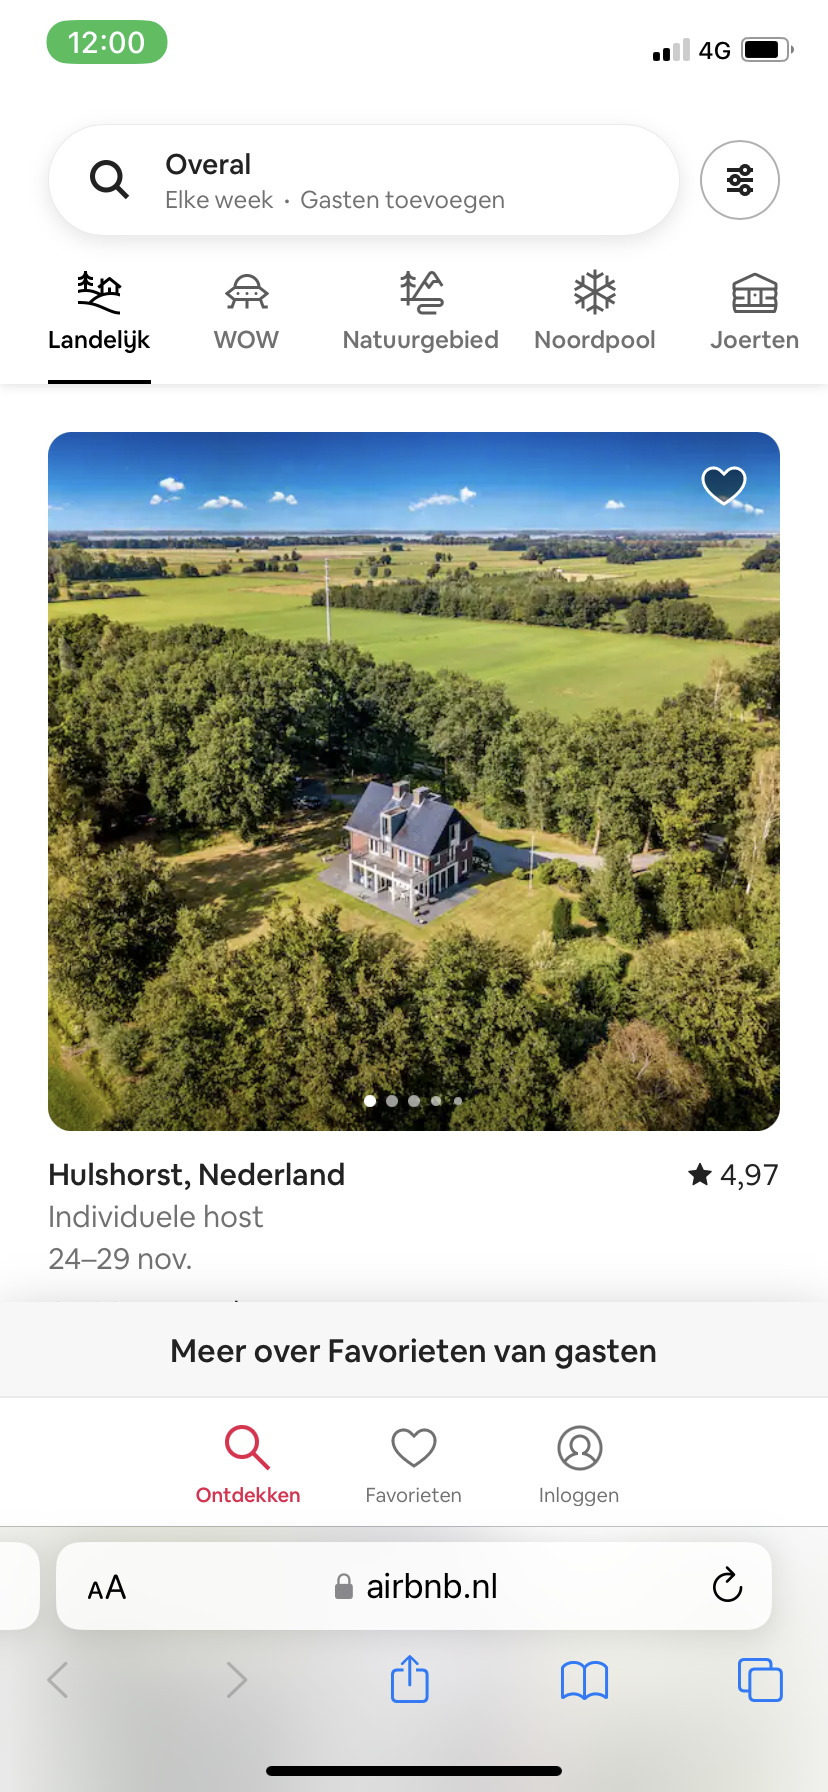 12:00
4G
Overal
Elke week · Gasten toevoegen
Landelijk
WOW
Natuurgebied
Noordpool
Joerten
Hulshorst, Nederland
4,97
Individuele host
24–29 nov.
Meer over Favorieten van gasten
Ontdekken
Favorieten
Inloggen
AA
airbnb.nl